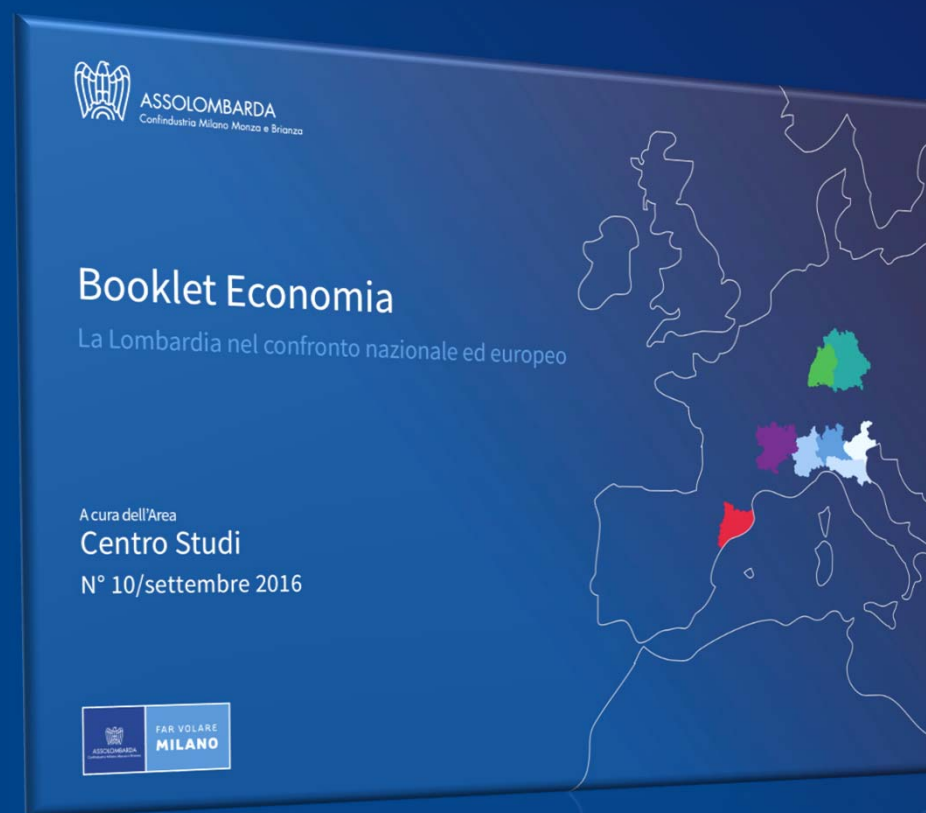 ASSOLOMBARDA
Confindustria Milano Monza e Brianza
Booklet Economia
La Lombardia nel confronto nazionale ed europeo
A cura dell'Area
Centro Studi
N° 10/settembre 2016
ASSOLOMBARDA
FAR VOLARE
MILANO